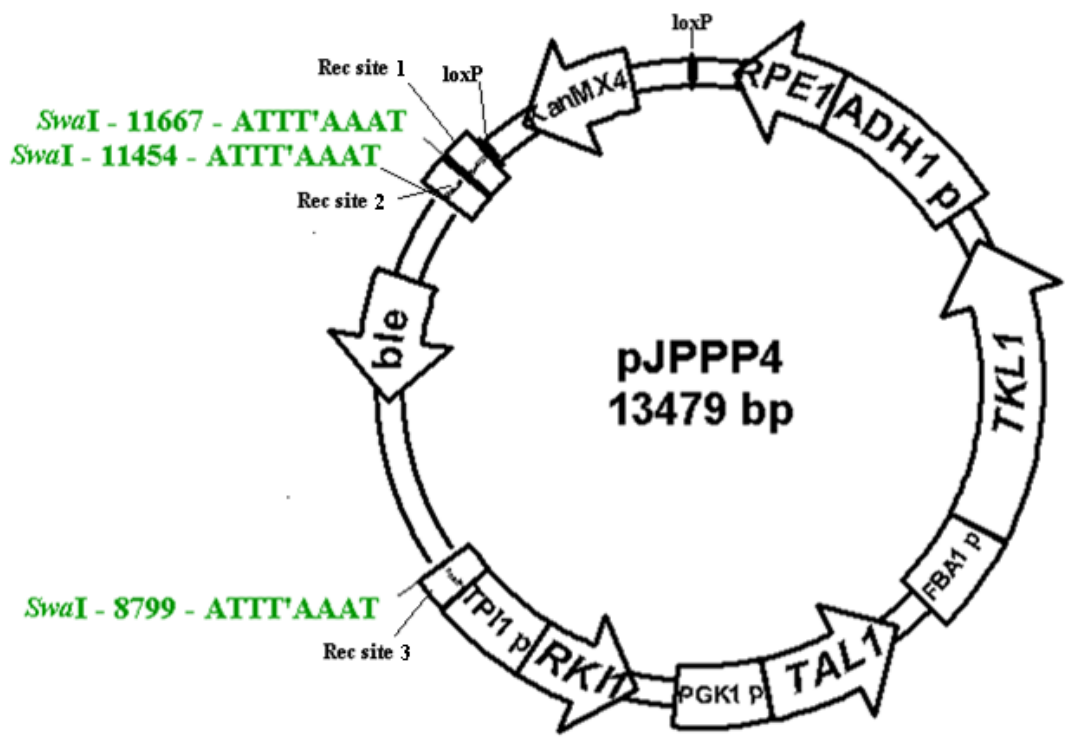 loxP
Rec site 1
loxP
KanMX4
RPE1
ADH1 p
SwaI - 11667 - ATTT'AAAT
SwaI - 11454 - ATTT'AAAT
Rec site 2
ble
pJPPP4
13479 bp
TKL1
FBA1 p
SwaI - 8799 - ATTT'AAAT
TPI1 p
RKI1
PGK1 p
TAL1
Rec site 3